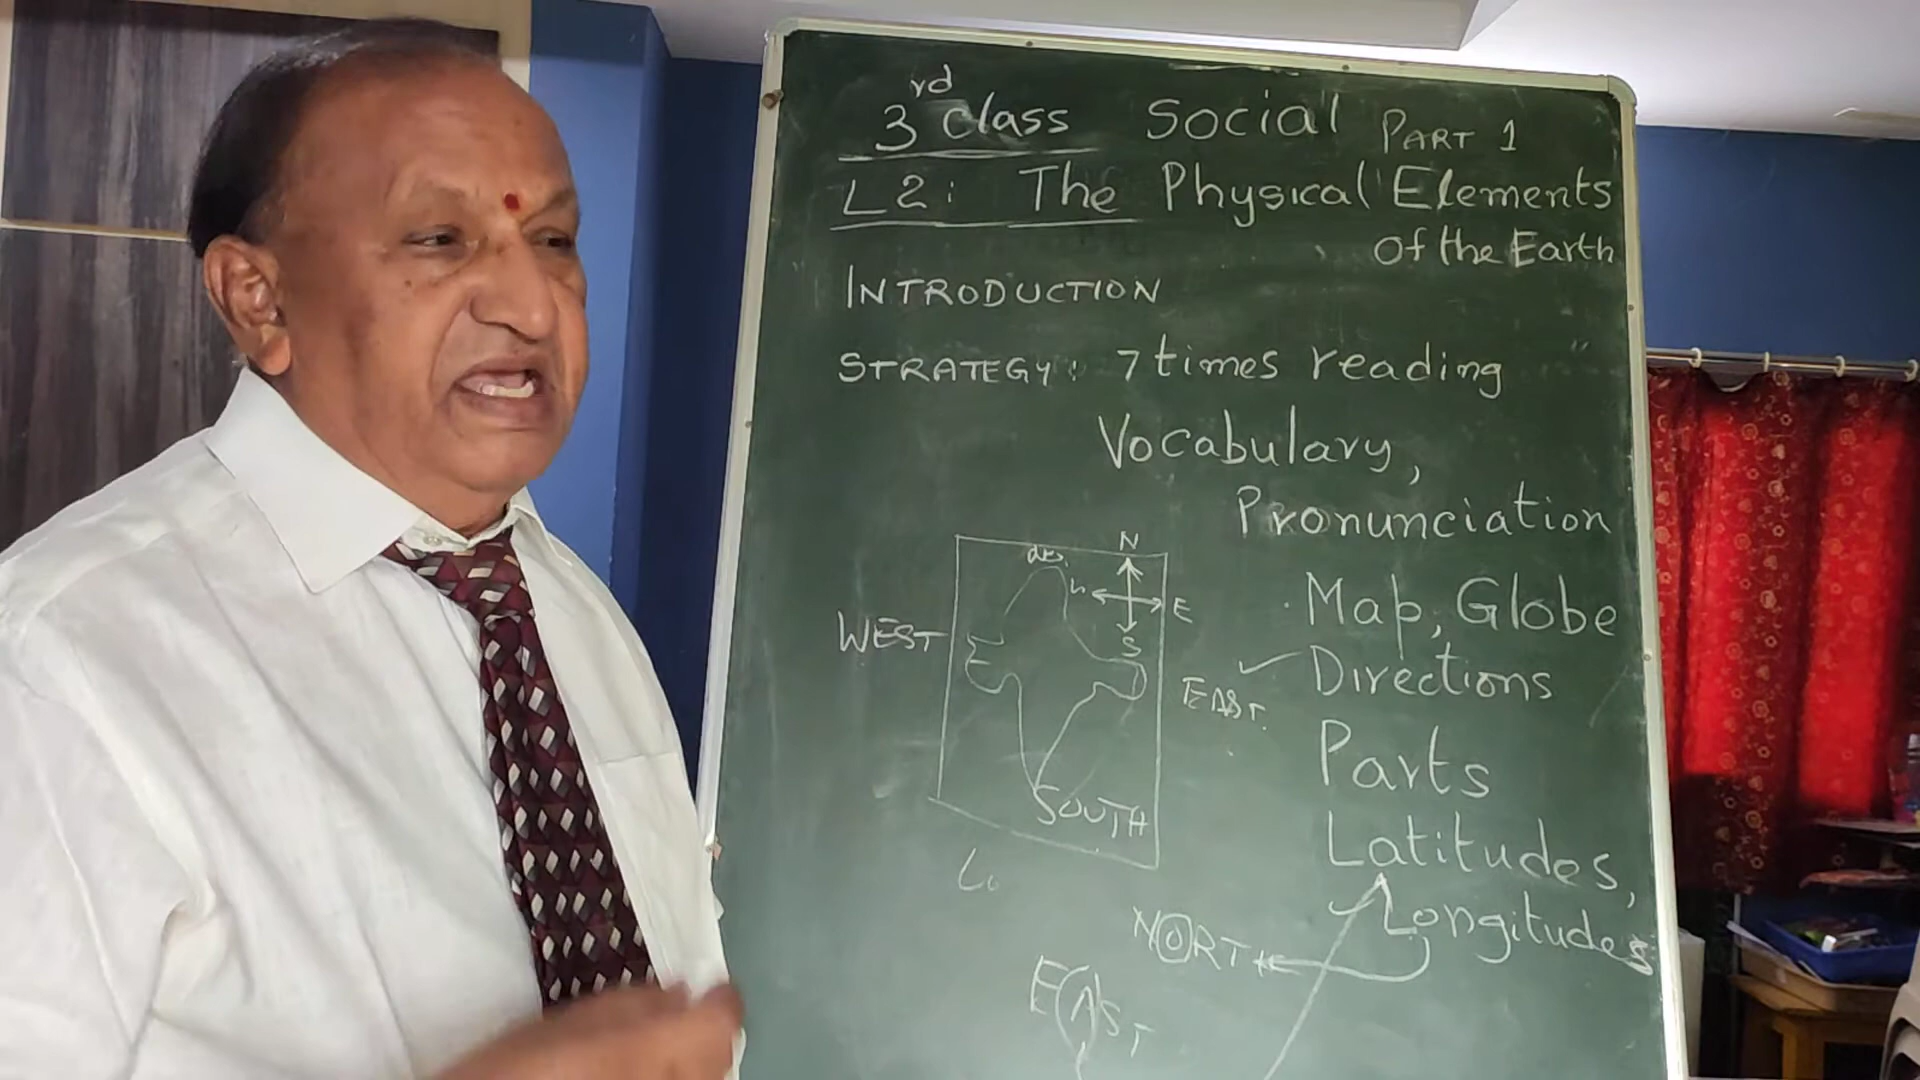 3rd class Social PART 1
L2: The Physical Elements
Of the Earth
INTRODUCTION
STRATEGY: 7 times reading
Vocabulary,
Pronunciation
Map, Globe
Directions
Parts
Latitudes,
Longitudes
N
E
S
WEST
EAST
SOUTH
NORTH
EAST